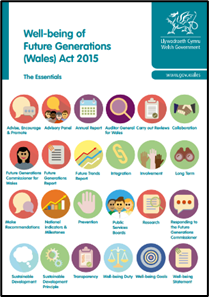 Well-being of
Future Generations
(Wales) Act 2015
The Essentials
Llywodraeth Cymru
Welsh Government
www.gov.wales
Advise, Encourage
& Promote
Advisory Panel
Annual Report
Auditor General
Carry out Reviews
Collaboration
Future Generations
Commissioner for
Wales
Future
Generations
Report
Future Trends
Report
Integration
Involvement
Long Term
Make
Recommendations
National
Indicators &
Milestones
Prevention
Public
Services
Boards
Research
Responding to
the Future
Generations
Commissioner
Sustainable
Development
Sustainable
Development
Principle
Transparency
Well-being Duty
Well-being Goals
Well-being
Statement